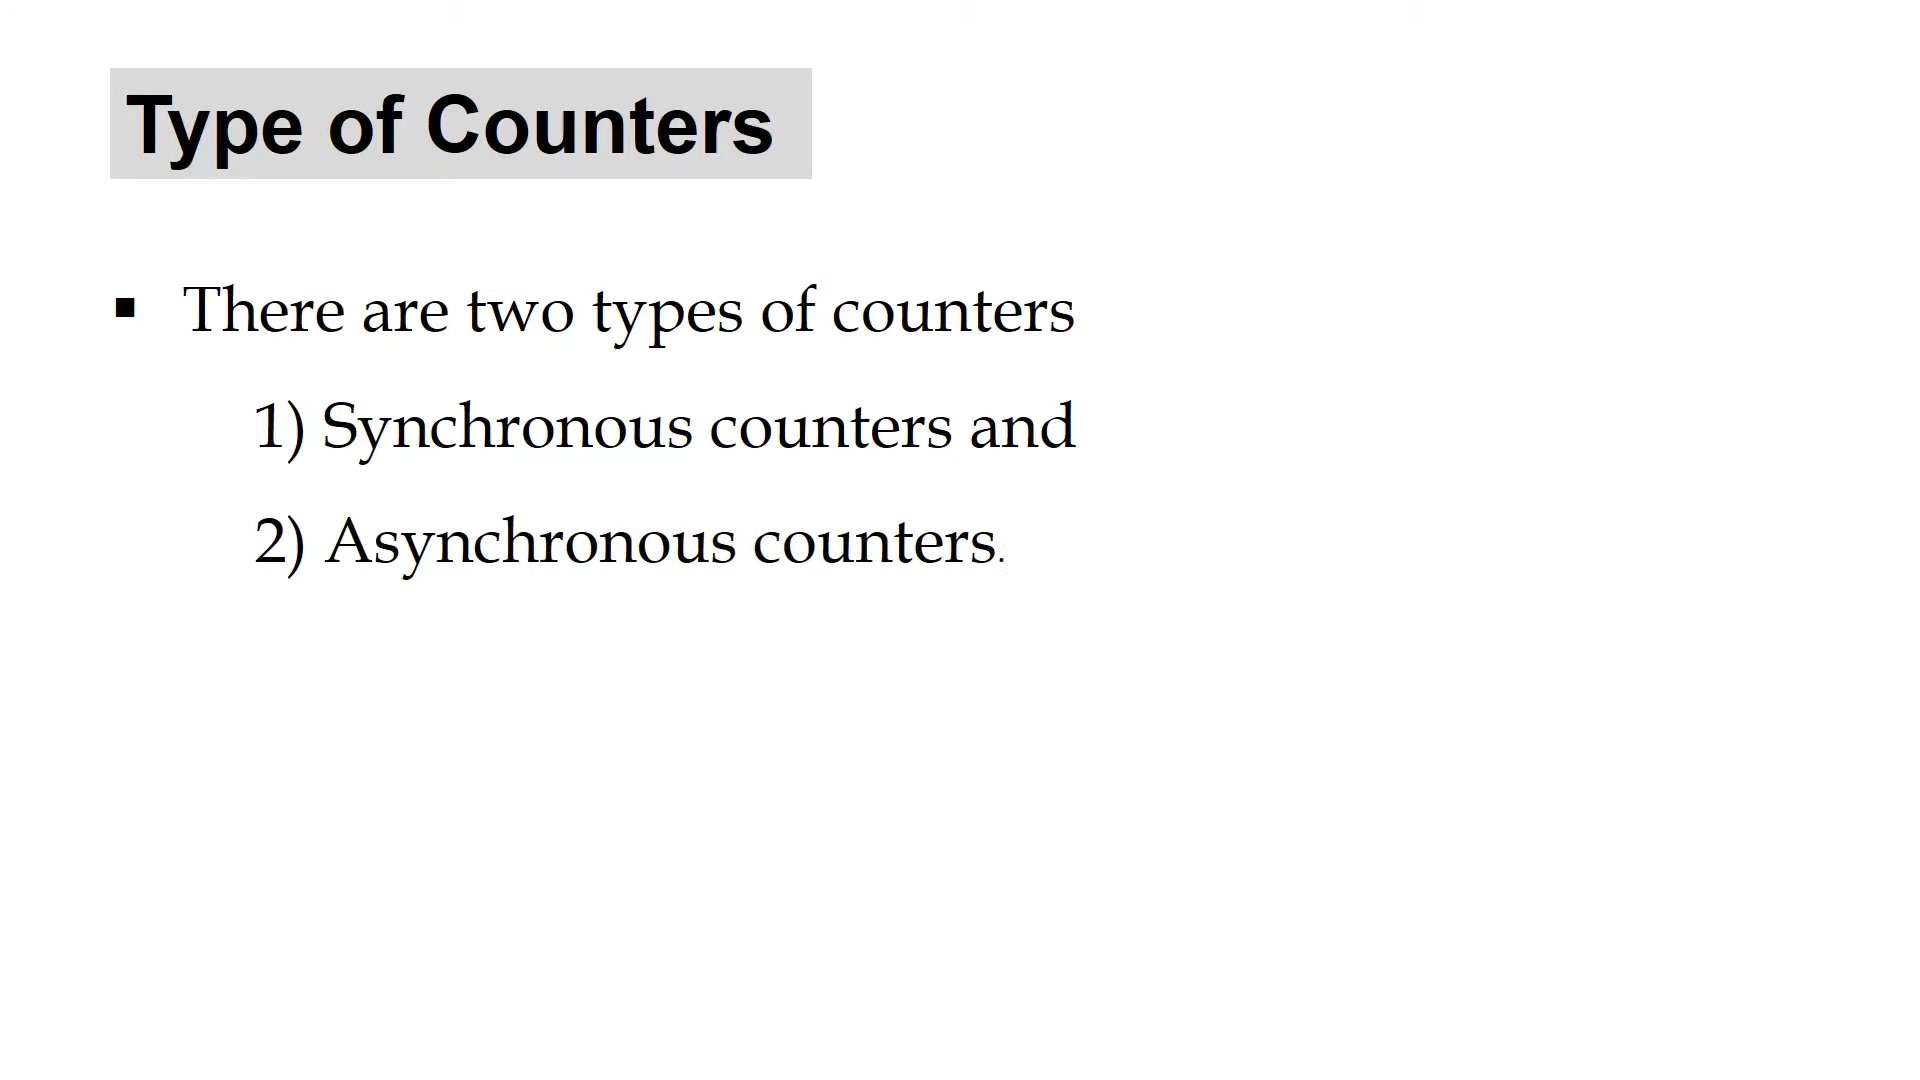 Type of Counters
▪ There are two types of counters
1) Synchronous counters and
2) Asynchronous counters.